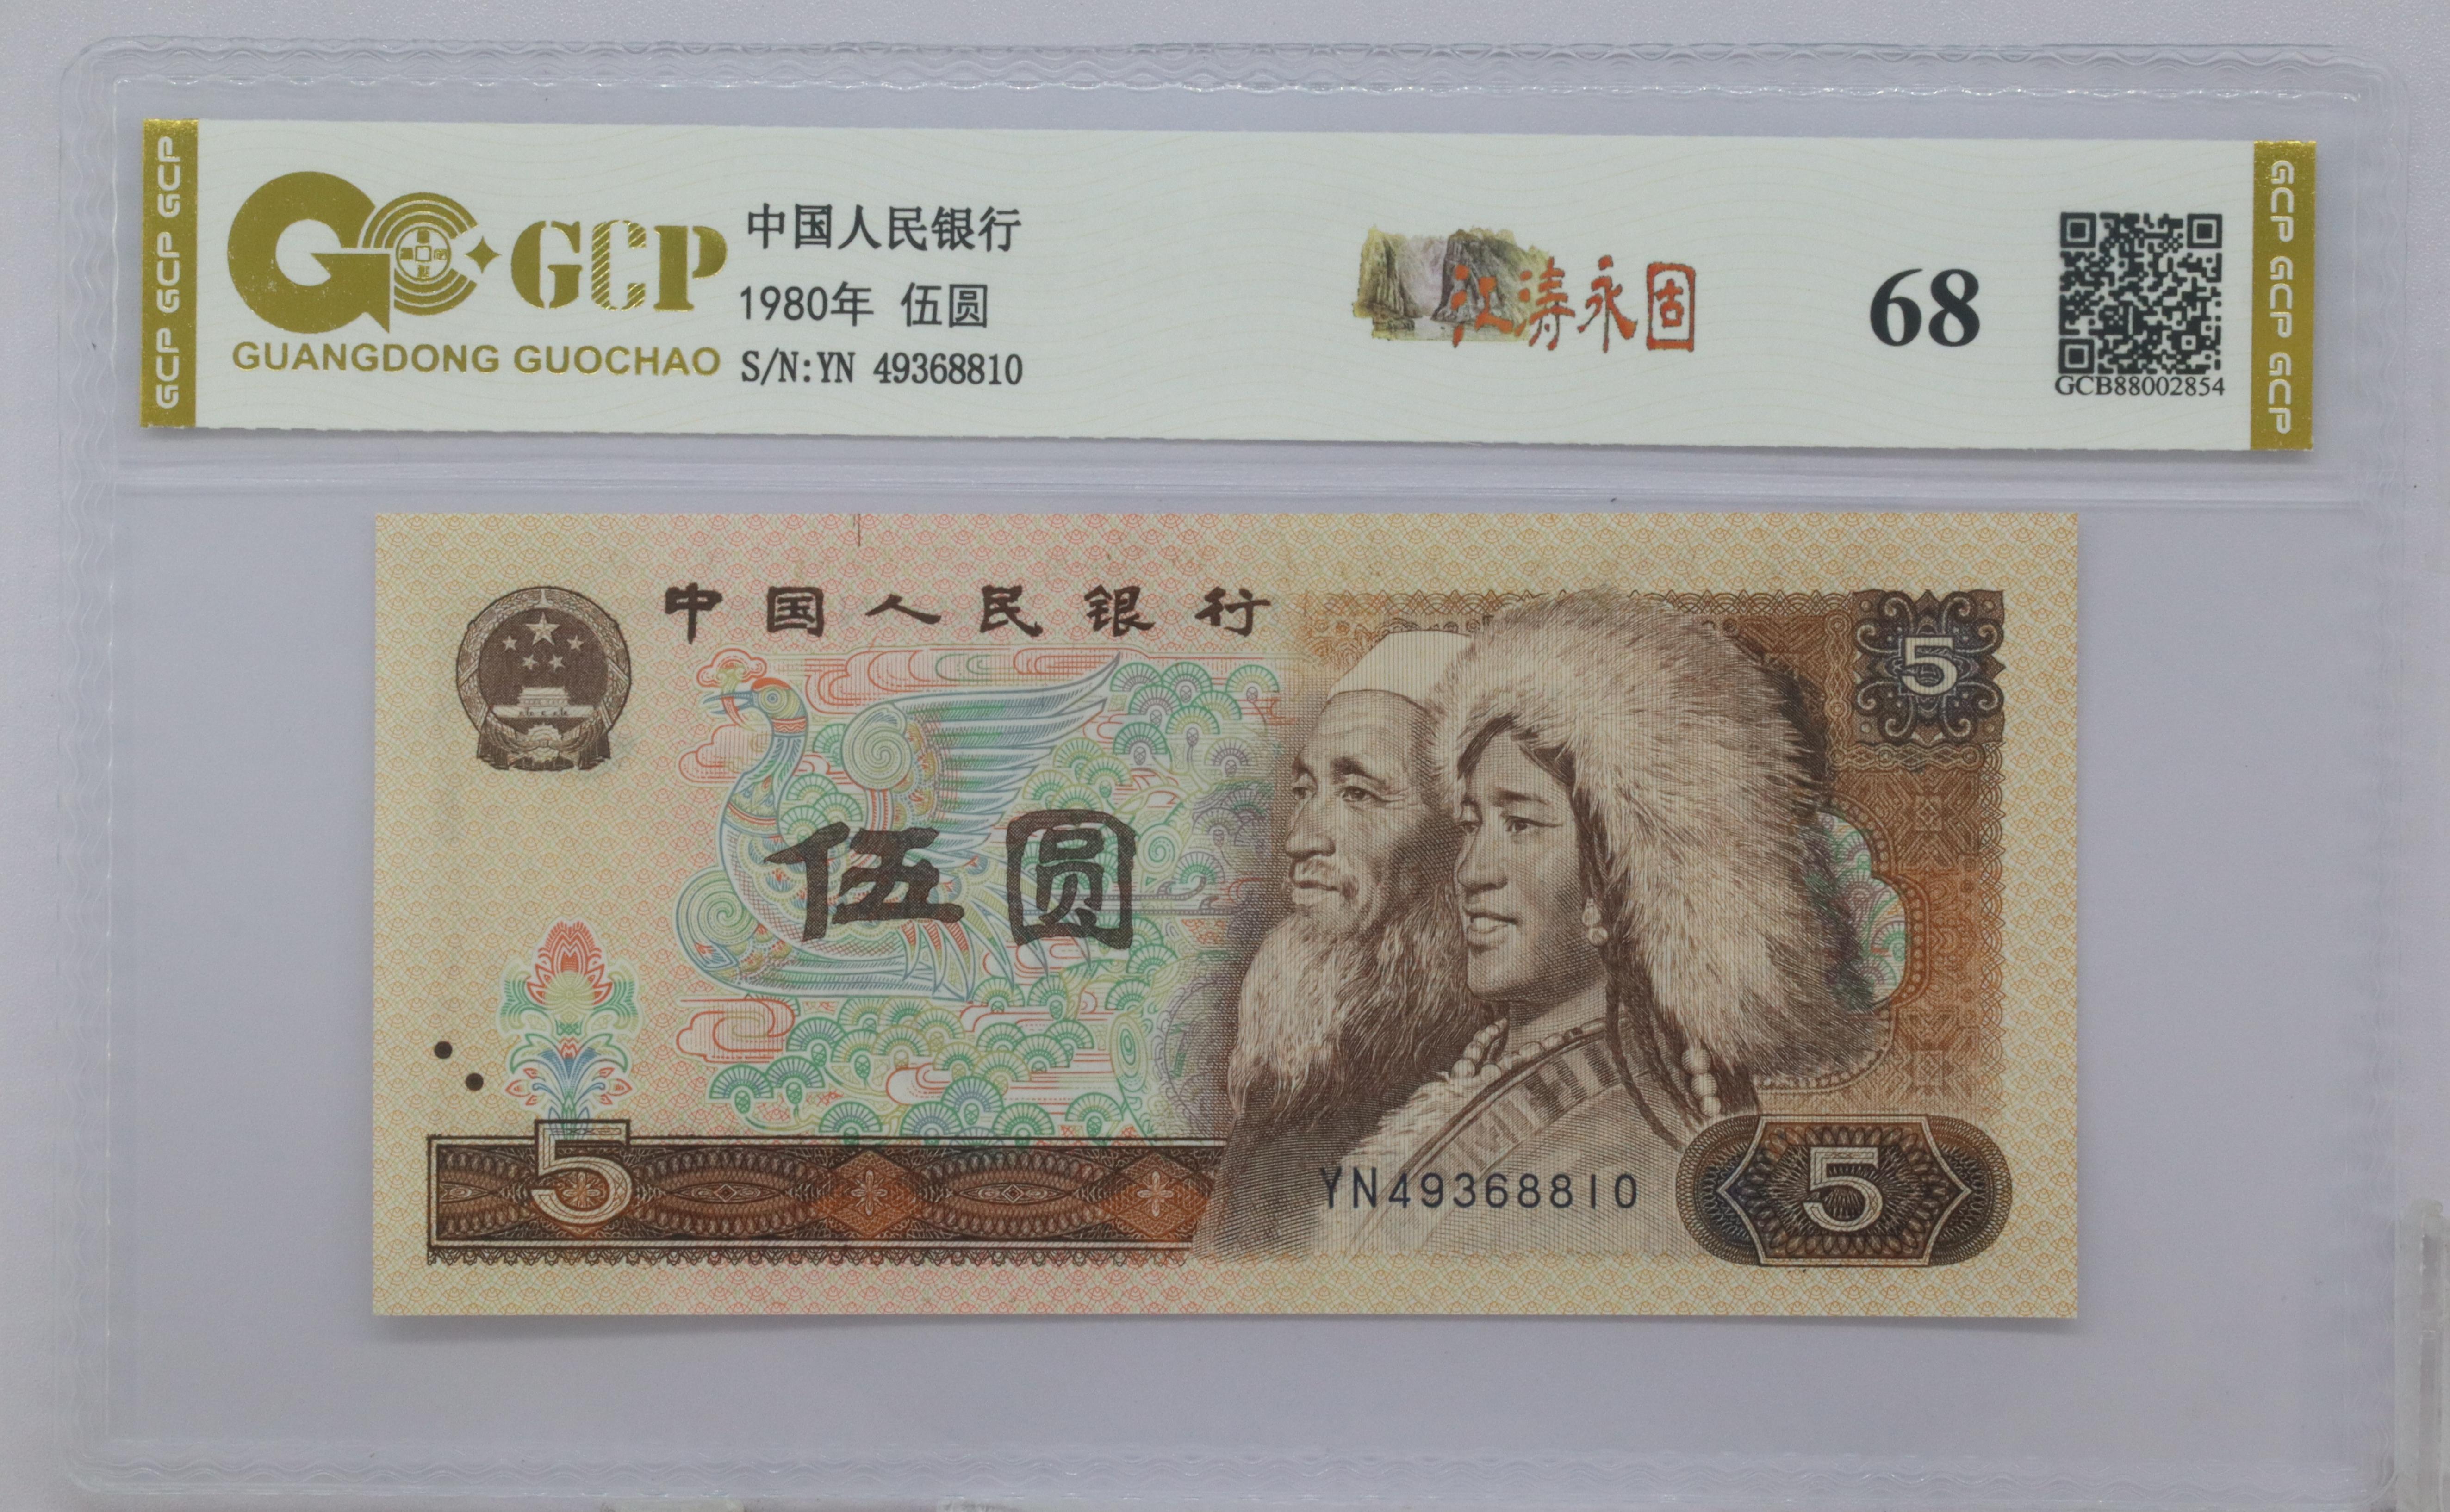 GCP GCP GCP
GCP
GUANGDONG GUOCHAO
中国人民银行
1980年 伍圆
S/N:YN 49368810
江涛永固
68
GCB88002854
GCP GCP GCP
中国人民银行
5
伍圆
5
YN49368810
5